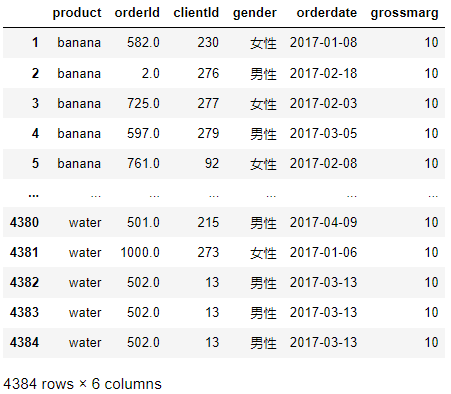 product orderId clientId gender orderdate grossmarg
1 banana 582.0 230 女性 2017-01-08 10
2 banana 2.0 276 男性 2017-02-18 10
3 banana 725.0 277 女性 2017-02-03 10
4 banana 597.0 279 男性 2017-03-05 10
5 banana 761.0 92 女性 2017-02-08 10
... ... ... ... ... ... ...
4380 water 501.0 215 男性 2017-04-09 10
4381 water 1000.0 273 女性 2017-01-06 10
4382 water 502.0 13 男性 2017-03-13 10
4383 water 502.0 13 男性 2017-03-13 10
4384 water 502.0 13 男性 2017-03-13 10
4384 rows × 6 columns